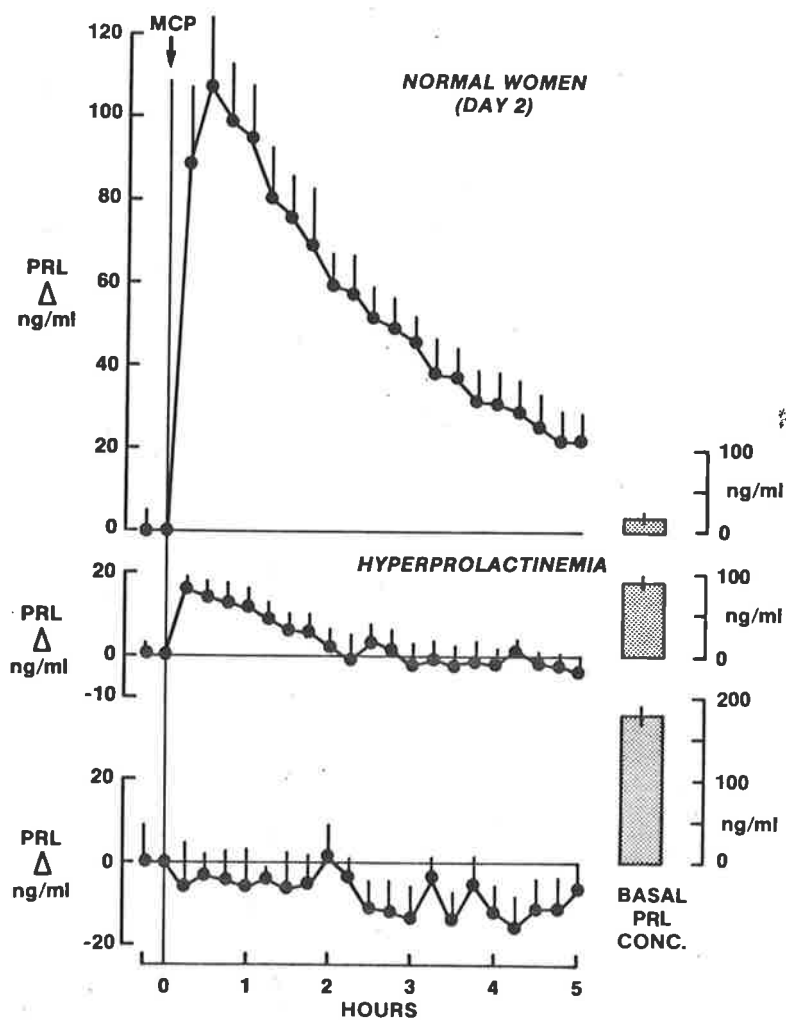 MCP
NORMAL WOMEN
(DAY 2)
120
100
80
60
40
20
0
PRL
Δ
ng/ml
100
ng/ml
0
HYPERPROLACTINEMIA
20
0
-10
PRL
Δ
ng/ml
100
ng/ml
0
20
0
-20
PRL
Δ
ng/ml
200
100
ng/ml
0
BASAL
PRL
CONC.
0 1 2 3 4 5
HOURS